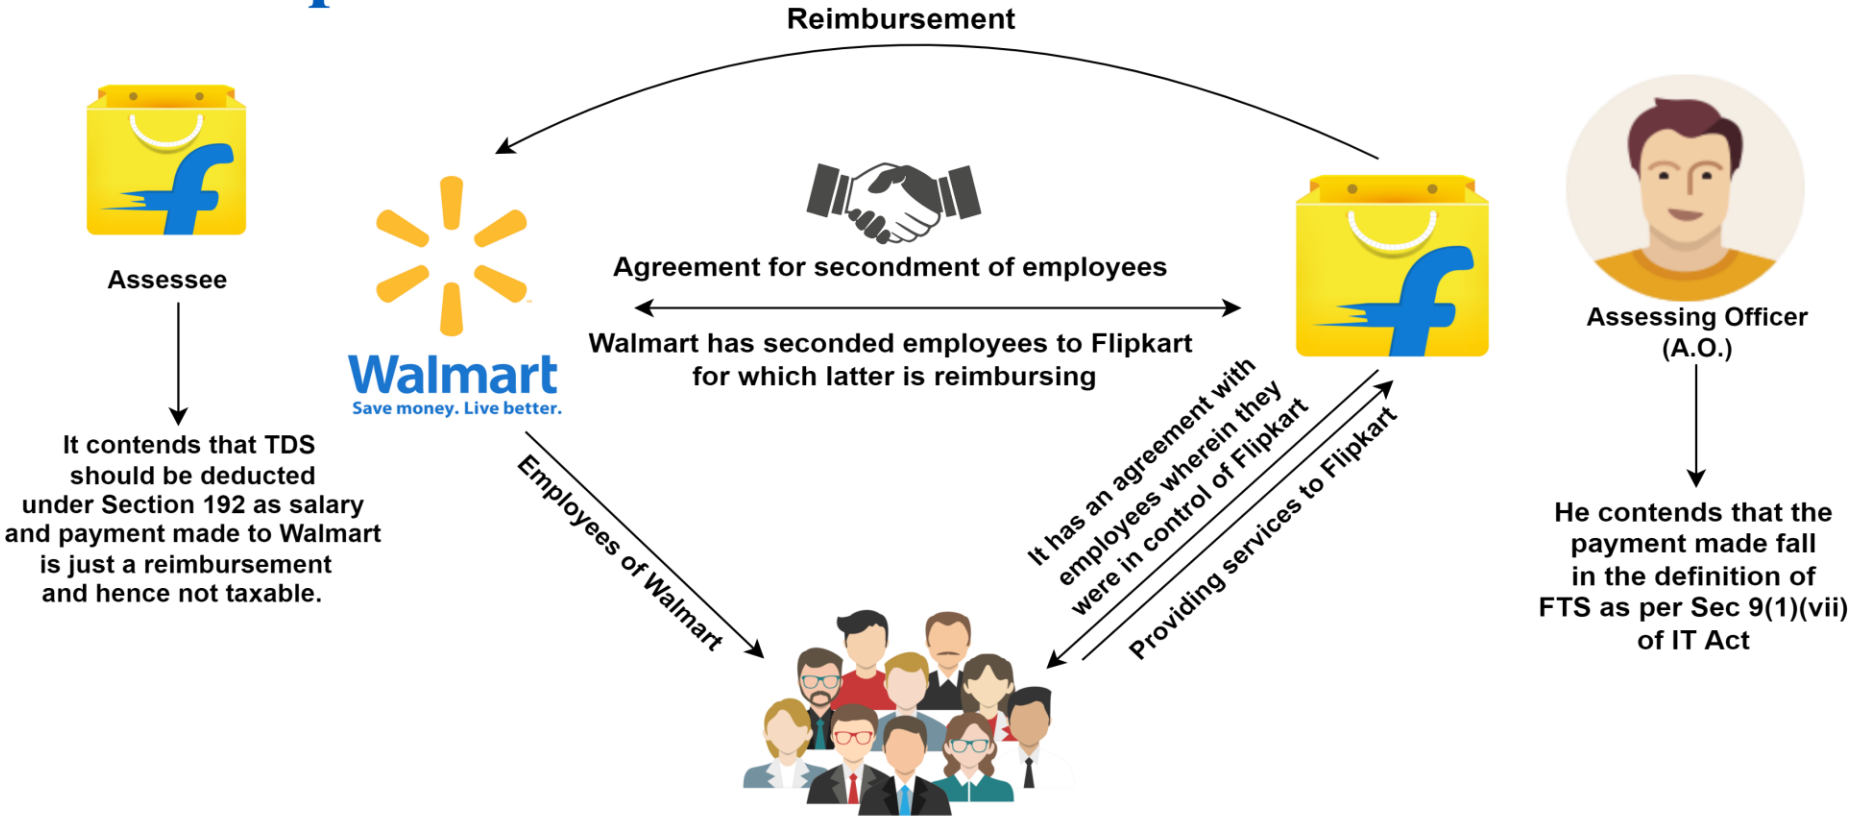 Reimbursement
Assessee
It contends that TDS
should be deducted
under Section 192 as salary
and payment made to Walmart
is just a reimbursement
and hence not taxable.
Walmart
Save money. Live better.
Agreement for secondment of employees
Walmart has seconded employees to Flipkart
for which latter is reimbursing
Employees of Walmart
It has an agreement with
employees wherein they
were in control of Flipkart
Providing services to Flipkart
f
f
Assessing Officer
(A.O.)
He contends that the
payment made fall
in the definition of
FTS as per Sec 9(1)(vii)
of IT Act